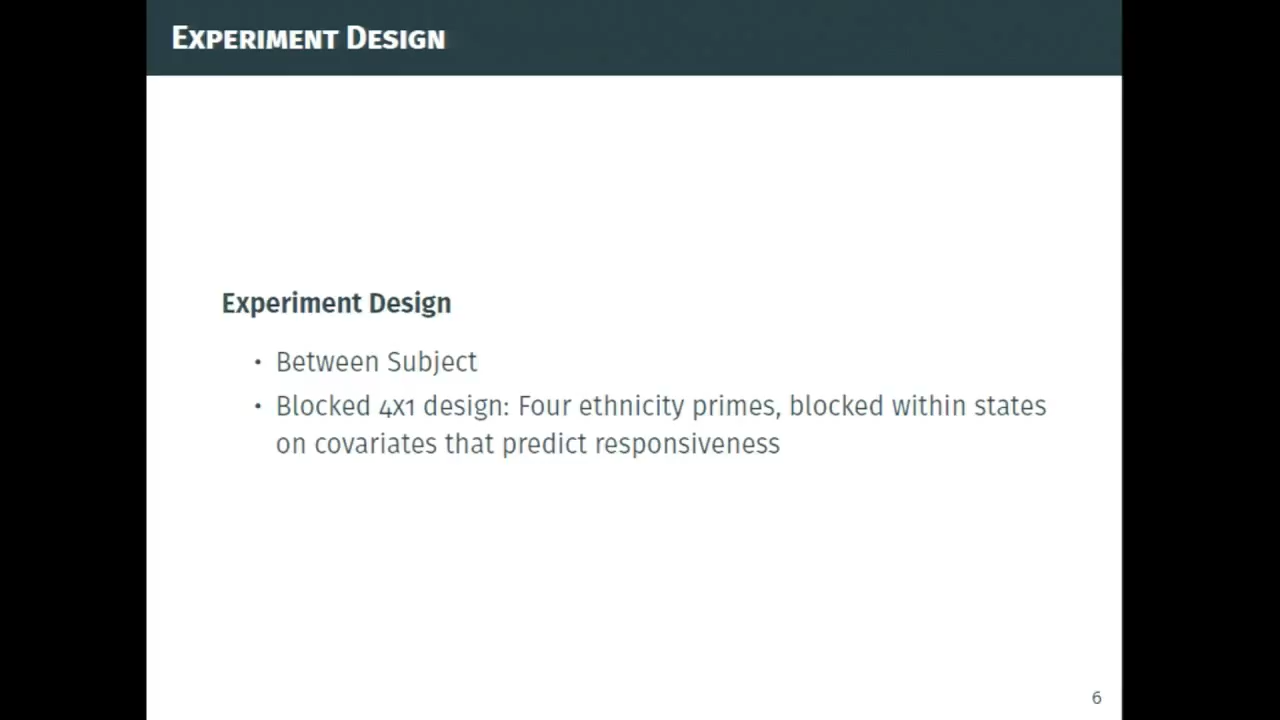 Experiment Design
Experiment Design
• Between Subject
• Blocked 4x1 design: Four ethnicity primes, blocked within states
on covariates that predict responsiveness
6